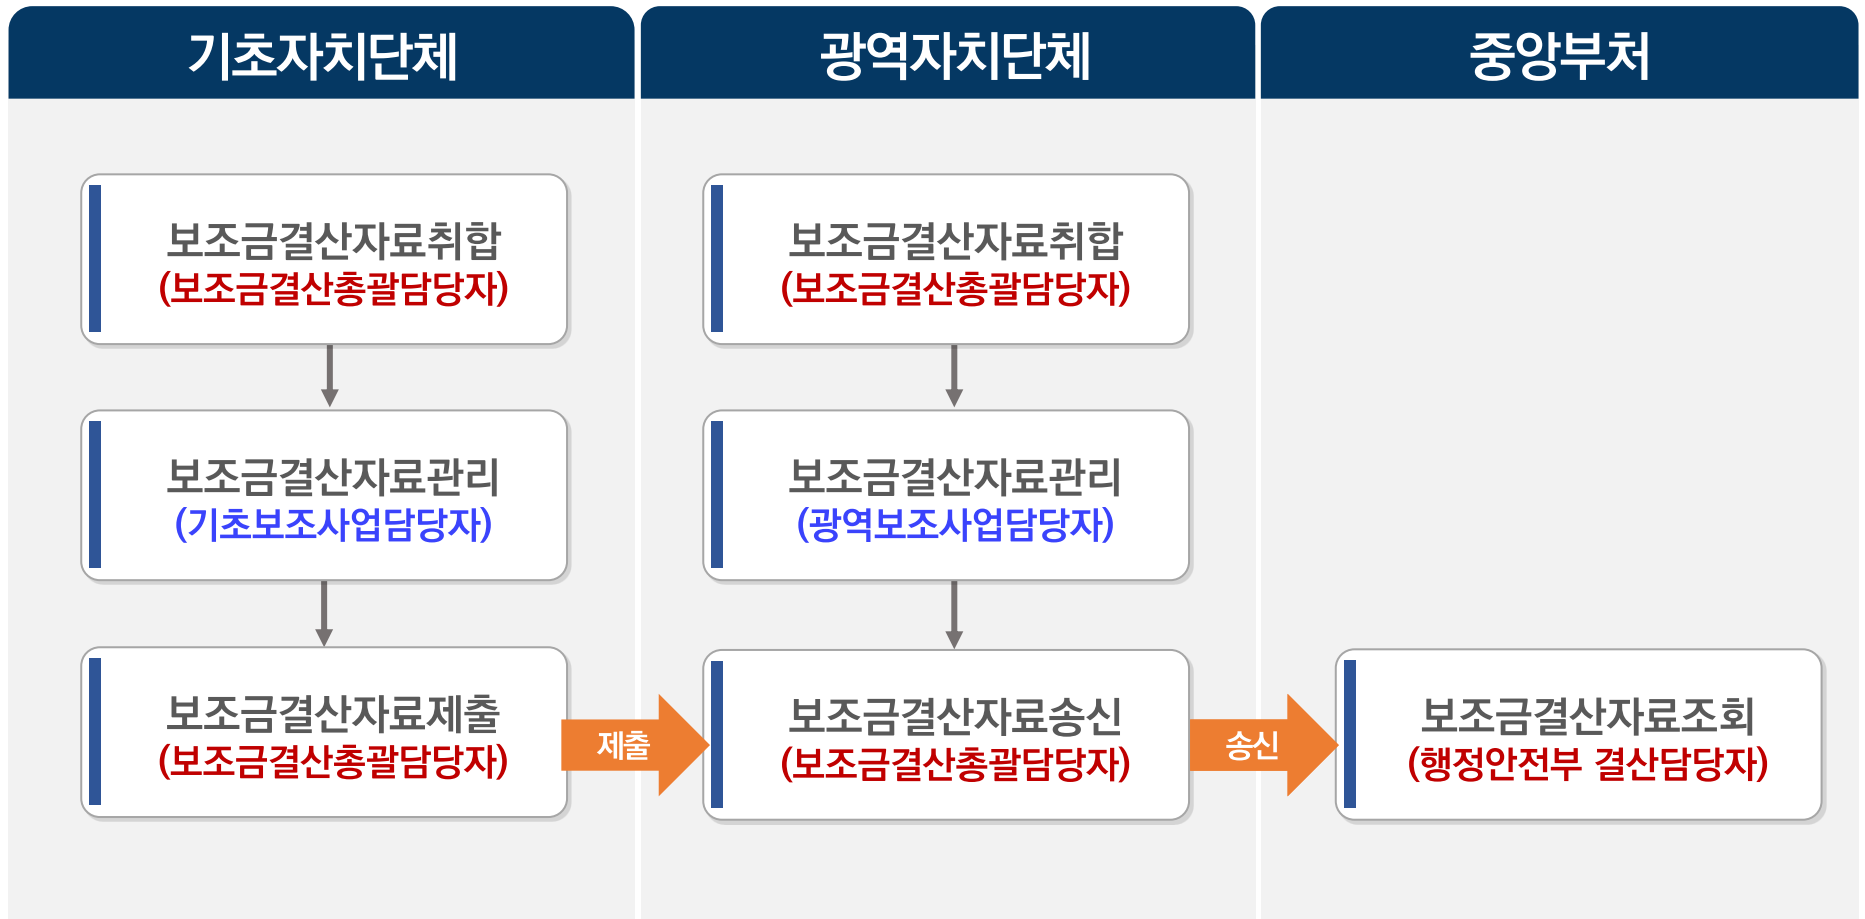 기초자치단체
광역자치단체
중앙부처
보조금결산자료취합
(보조금결산총괄담당자)
보조금결산자료관리
(기초보조사업담당자)
보조금결산자료제출
(보조금결산총괄담당자)
제출
보조금결산자료취합
(보조금결산총괄담당자)
보조금결산자료관리
(광역보조사업담당자)
보조금결산자료송신
(보조금결산총괄담당자)
송신
보조금결산자료조회
(행정안전부 결산담당자)